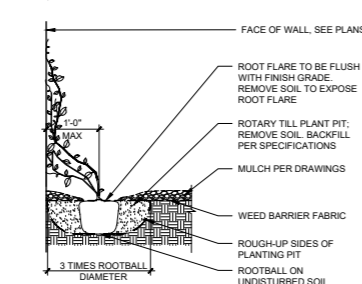 FACE OF WALL, SEE PLANS
ROOT FLARE TO BE FLUSH
WITH FINISH GRADE.
REMOVE SOIL TO EXPOSE
ROOT FLARE
1'-0"
MAX
ROTARY TILL PLANT PIT;
REMOVE SOIL. BACKFILL
PER SPECIFICATIONS
MULCH PER DRAWINGS
WEED BARRIER FABRIC
ROUGH-UP SIDES OF
PLANTING PIT
3 TIMES ROOTBALL
DIAMETER
ROOTBALL ON
UNDISTURBED SOIL